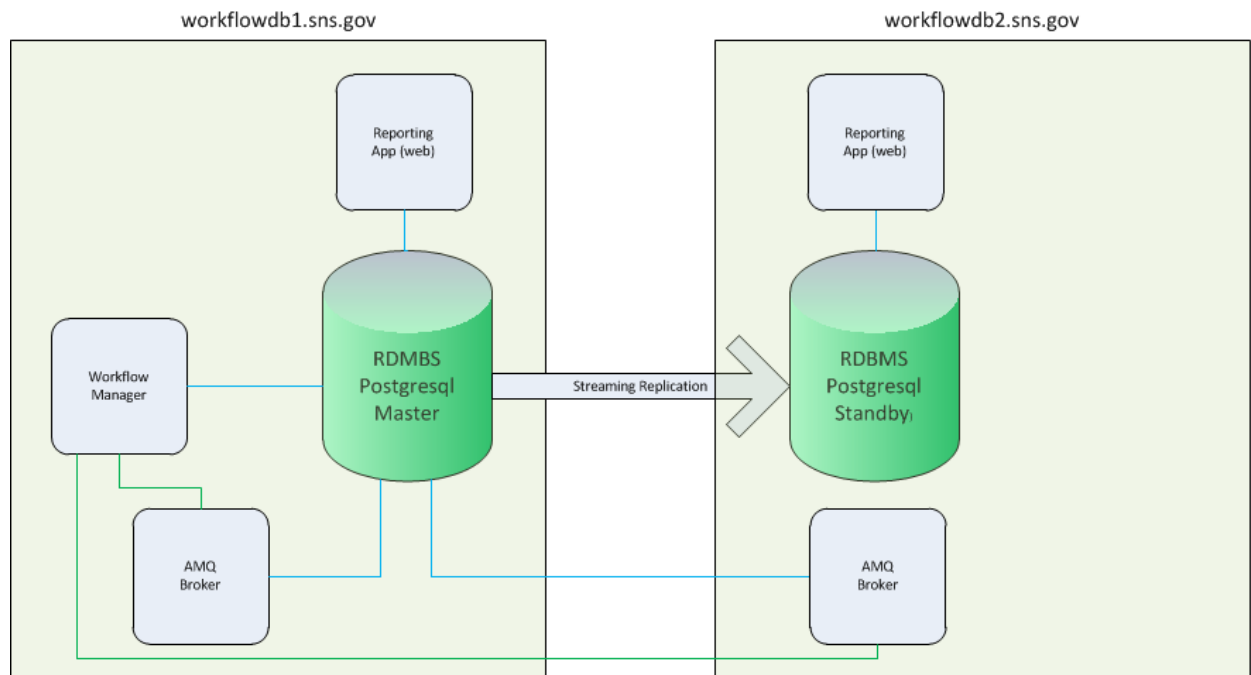 workflowdb1.sns.gov
workflowdb2.sns.gov
Reporting
App (web)
Reporting
App (web)
RDMBS
Postgresql
Master
Streaming Replication
RDBMS
Postgresql
Standby)
Workflow
Manager
AMQ
Broker
AMQ
Broker